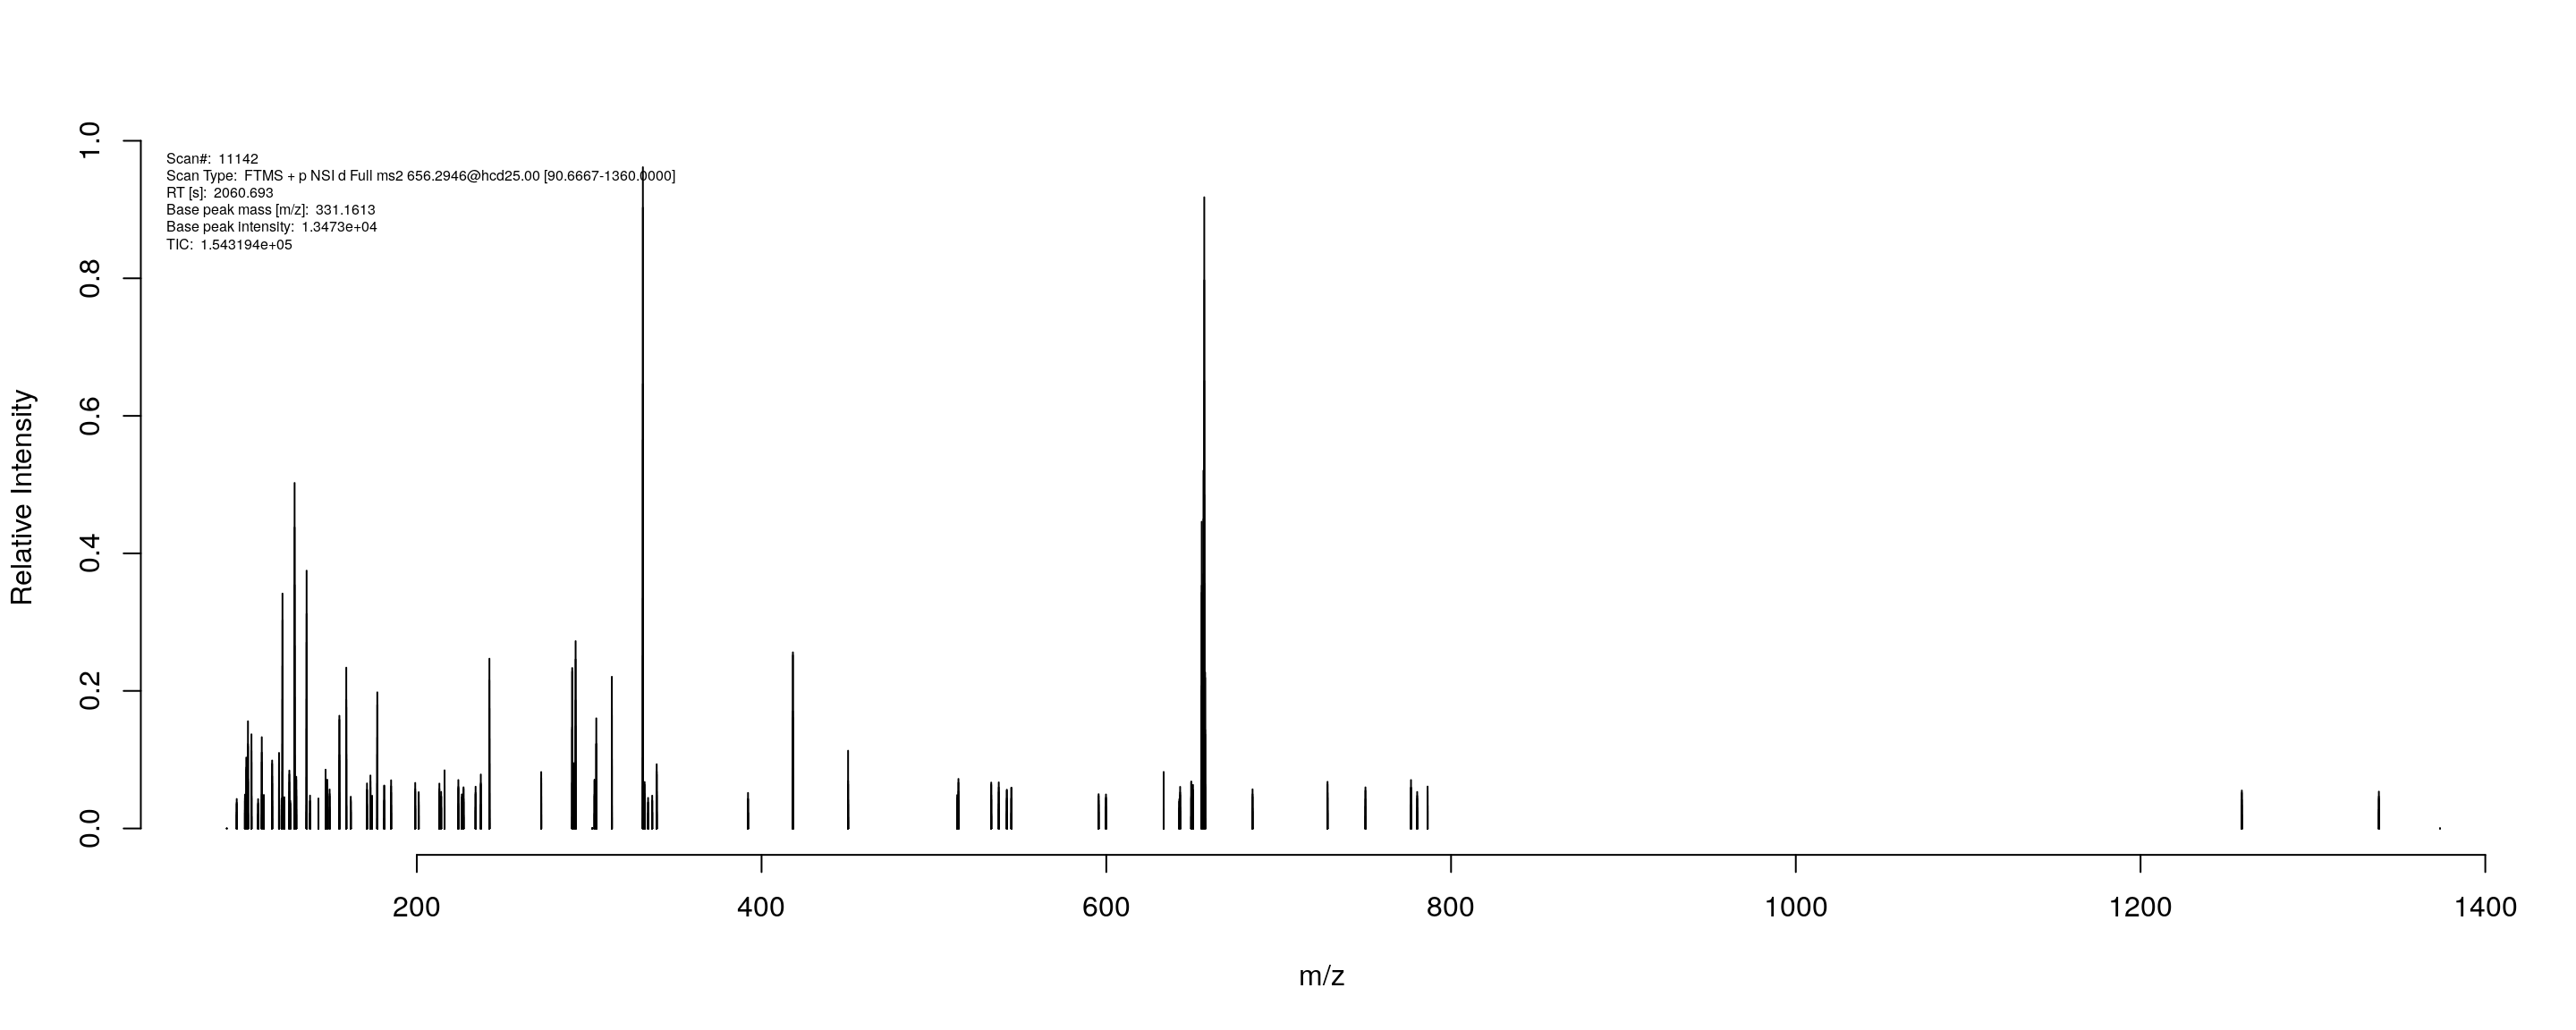 Scan#: 11142
Scan Type: FTMS + p NSI d Full ms2 656.2946@hcd25.00 [90.6667-1360.0000]
RT [s]: 2060.693
Base peak mass [m/z]: 331.1613
Base peak intensity: 1.3473e+04
TIC: 1.543194e+05
1.0
0.8
0.6
0.4
0.2
0.0
Relative Intensity
200 400 600 800 1000 1200 1400
m/z